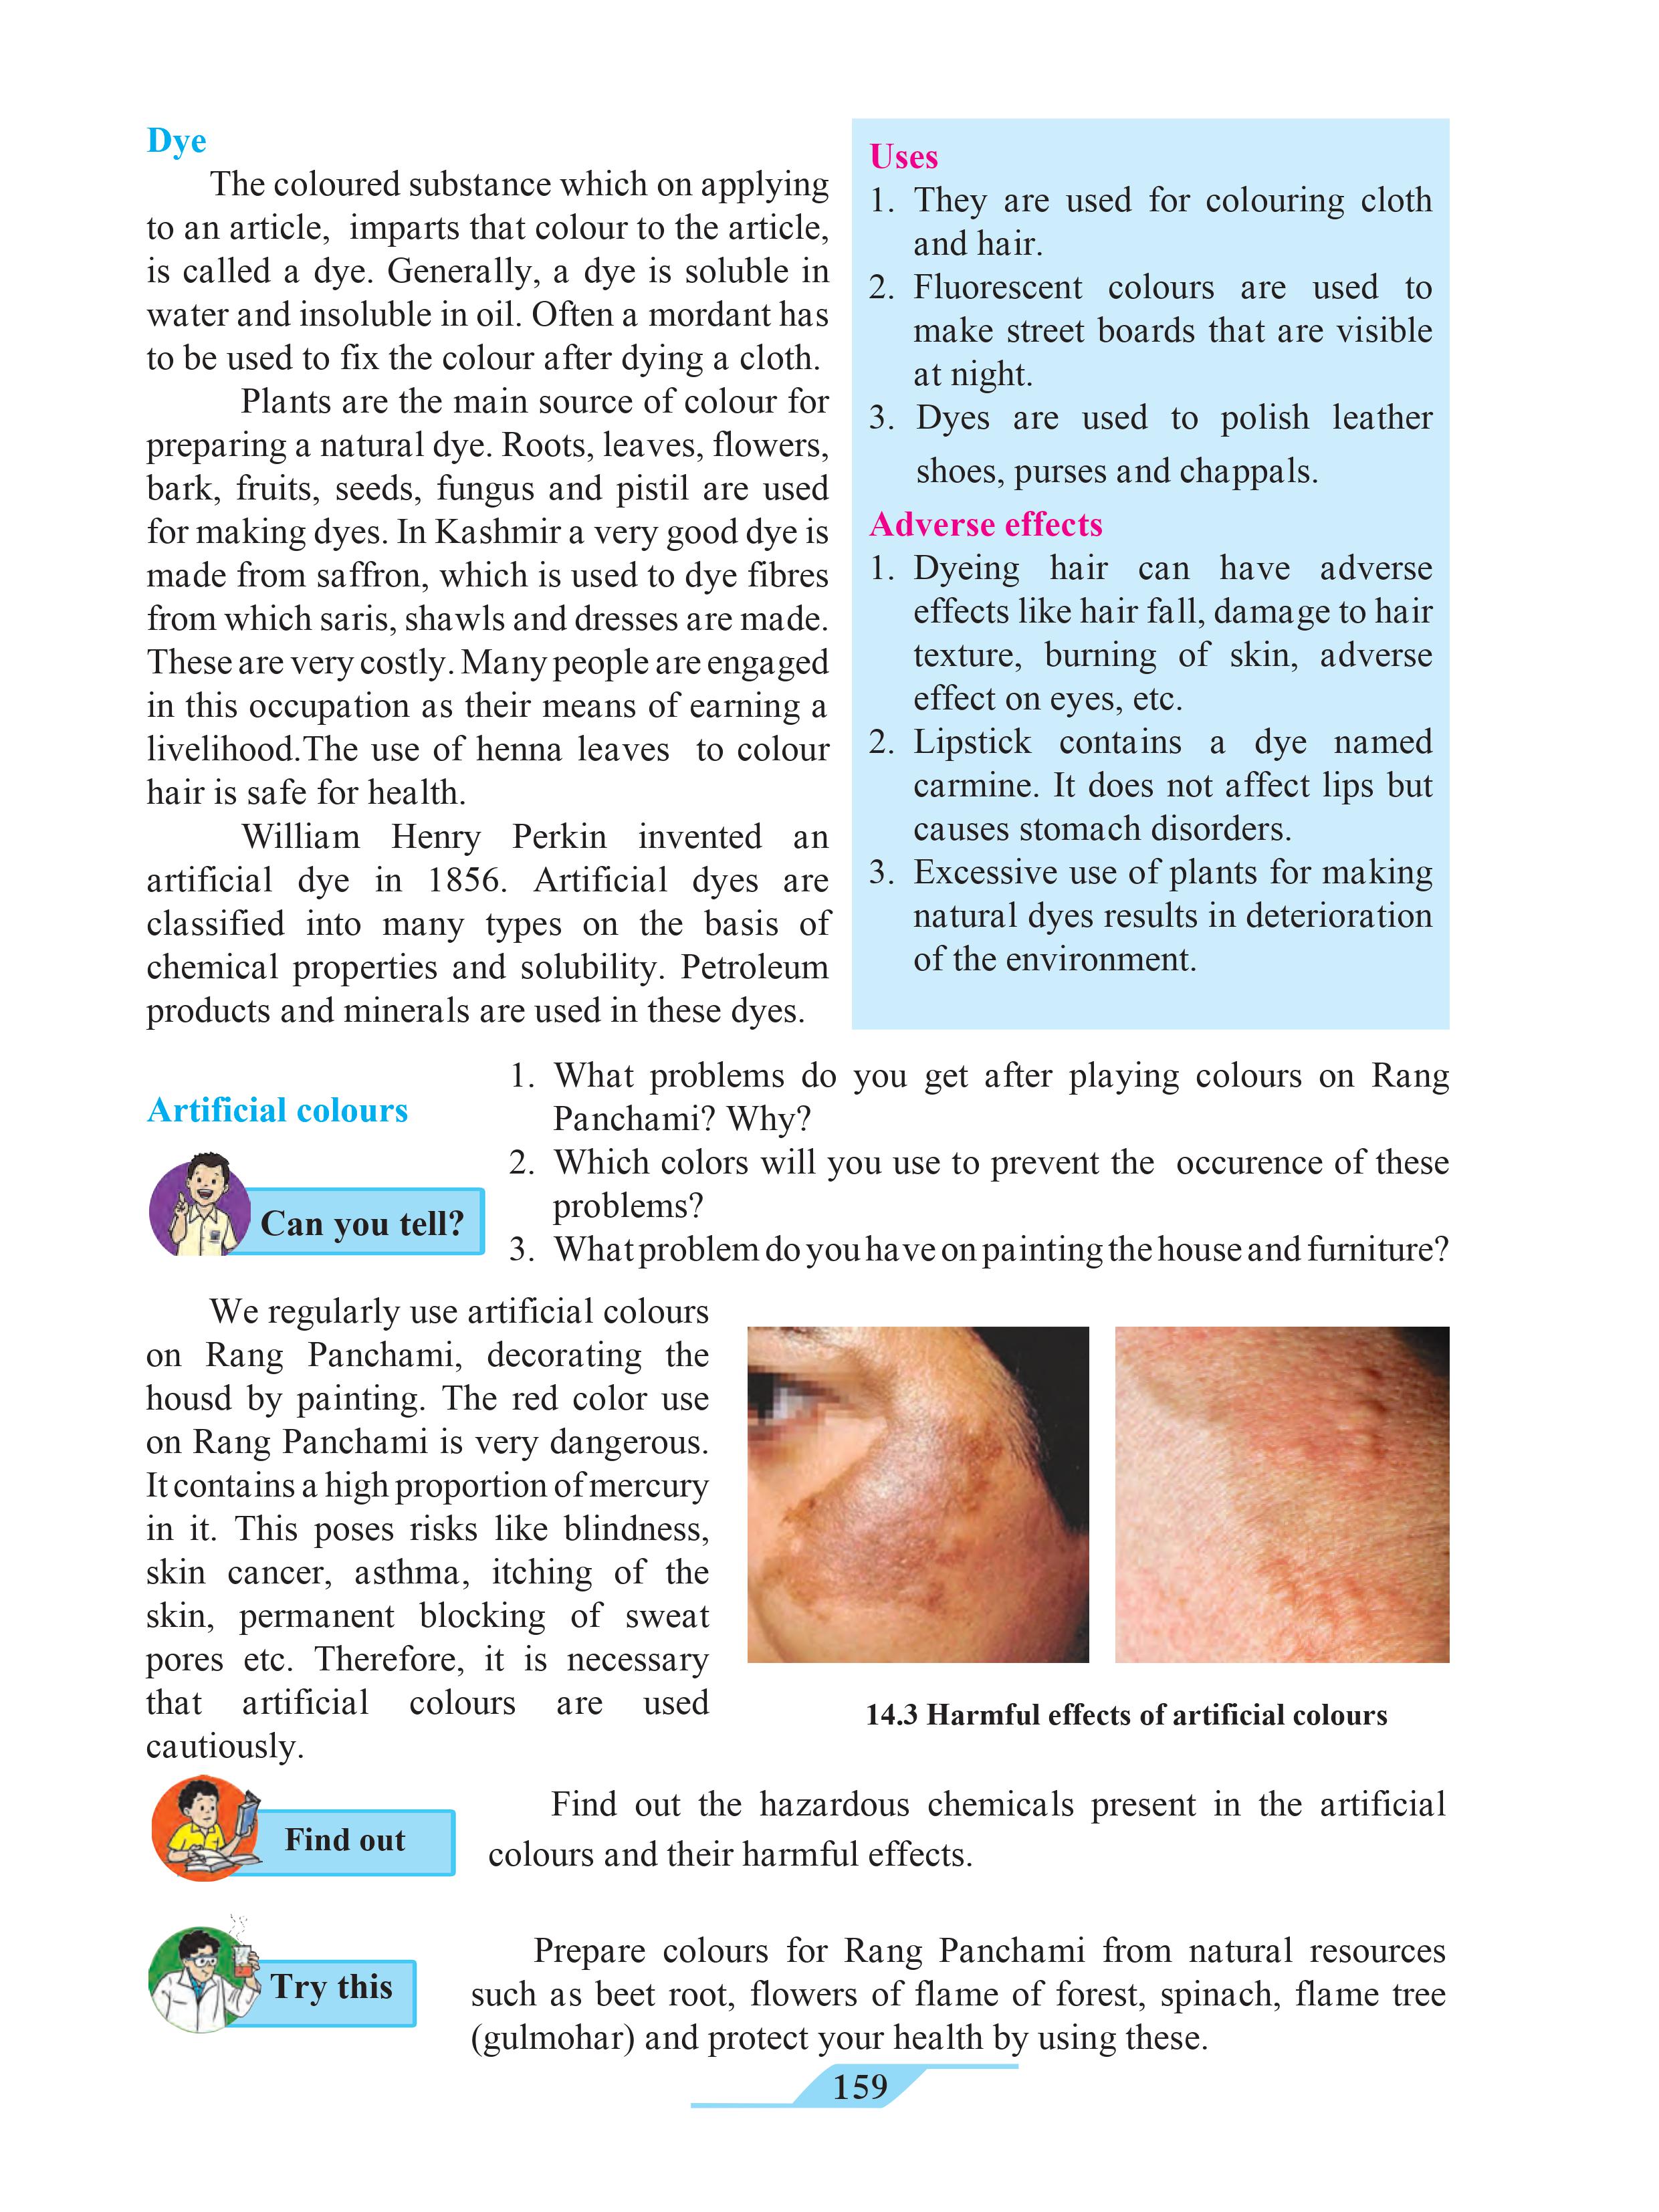 Dye
The coloured substance which on applying
to an article, imparts that colour to the article,
is called a dye. Generally, a dye is soluble in
water and insoluble in oil. Often a mordant has
to be used to fix the colour after dying a cloth.
Plants are the main source of colour for
preparing a natural dye. Roots, leaves, flowers,
bark, fruits, seeds, fungus and pistil are used
for making dyes. In Kashmir a very good dye is
made from saffron, which is used to dye fibres
from which saris, shawls and dresses are made.
These are very costly. Many people are engaged
in this occupation as their means of earning a
livelihood.The use of henna leaves to colour
hair is safe for health.
William Henry Perkin invented an
artificial dye in 1856. Artificial dyes are
classified into many types on the basis of
chemical properties and solubility. Petroleum
products and minerals are used in these dyes.
Uses
1. They are used for colouring cloth
and hair.
2. Fluorescent colours are used to
make street boards that are visible
at night.
3. Dyes are used to polish leather
shoes, purses and chappals.
Adverse effects
1. Dyeing hair can have adverse
effects like hair fall, damage to hair
texture, burning of skin, adverse
effect on eyes, etc.
2. Lipstick contains a dye named
carmine. It does not affect lips but
causes stomach disorders.
3. Excessive use of plants for making
natural dyes results in deterioration
of the environment.
Artificial colours
Can you tell?
1. What problems do you get after playing colours on Rang
Panchami? Why?
2. Which colors will you use to prevent the occurence of these
problems?
3. What problem do you have on painting the house and furniture?
We regularly use artificial colours
on Rang Panchami, decorating the
housd by painting. The red color use
on Rang Panchami is very dangerous.
It contains a high proportion of mercury
in it. This poses risks like blindness,
skin cancer, asthma, itching of the
skin, permanent blocking of sweat
pores etc. Therefore, it is necessary
that artificial colours are used
cautiously.
14.3 Harmful effects of artificial colours
Find out
Find out the hazardous chemicals present in the artificial
colours and their harmful effects.
Try this
Prepare colours for Rang Panchami from natural resources
such as beet root, flowers of flame of forest, spinach, flame tree
(gulmohar) and protect your health by using these.
159